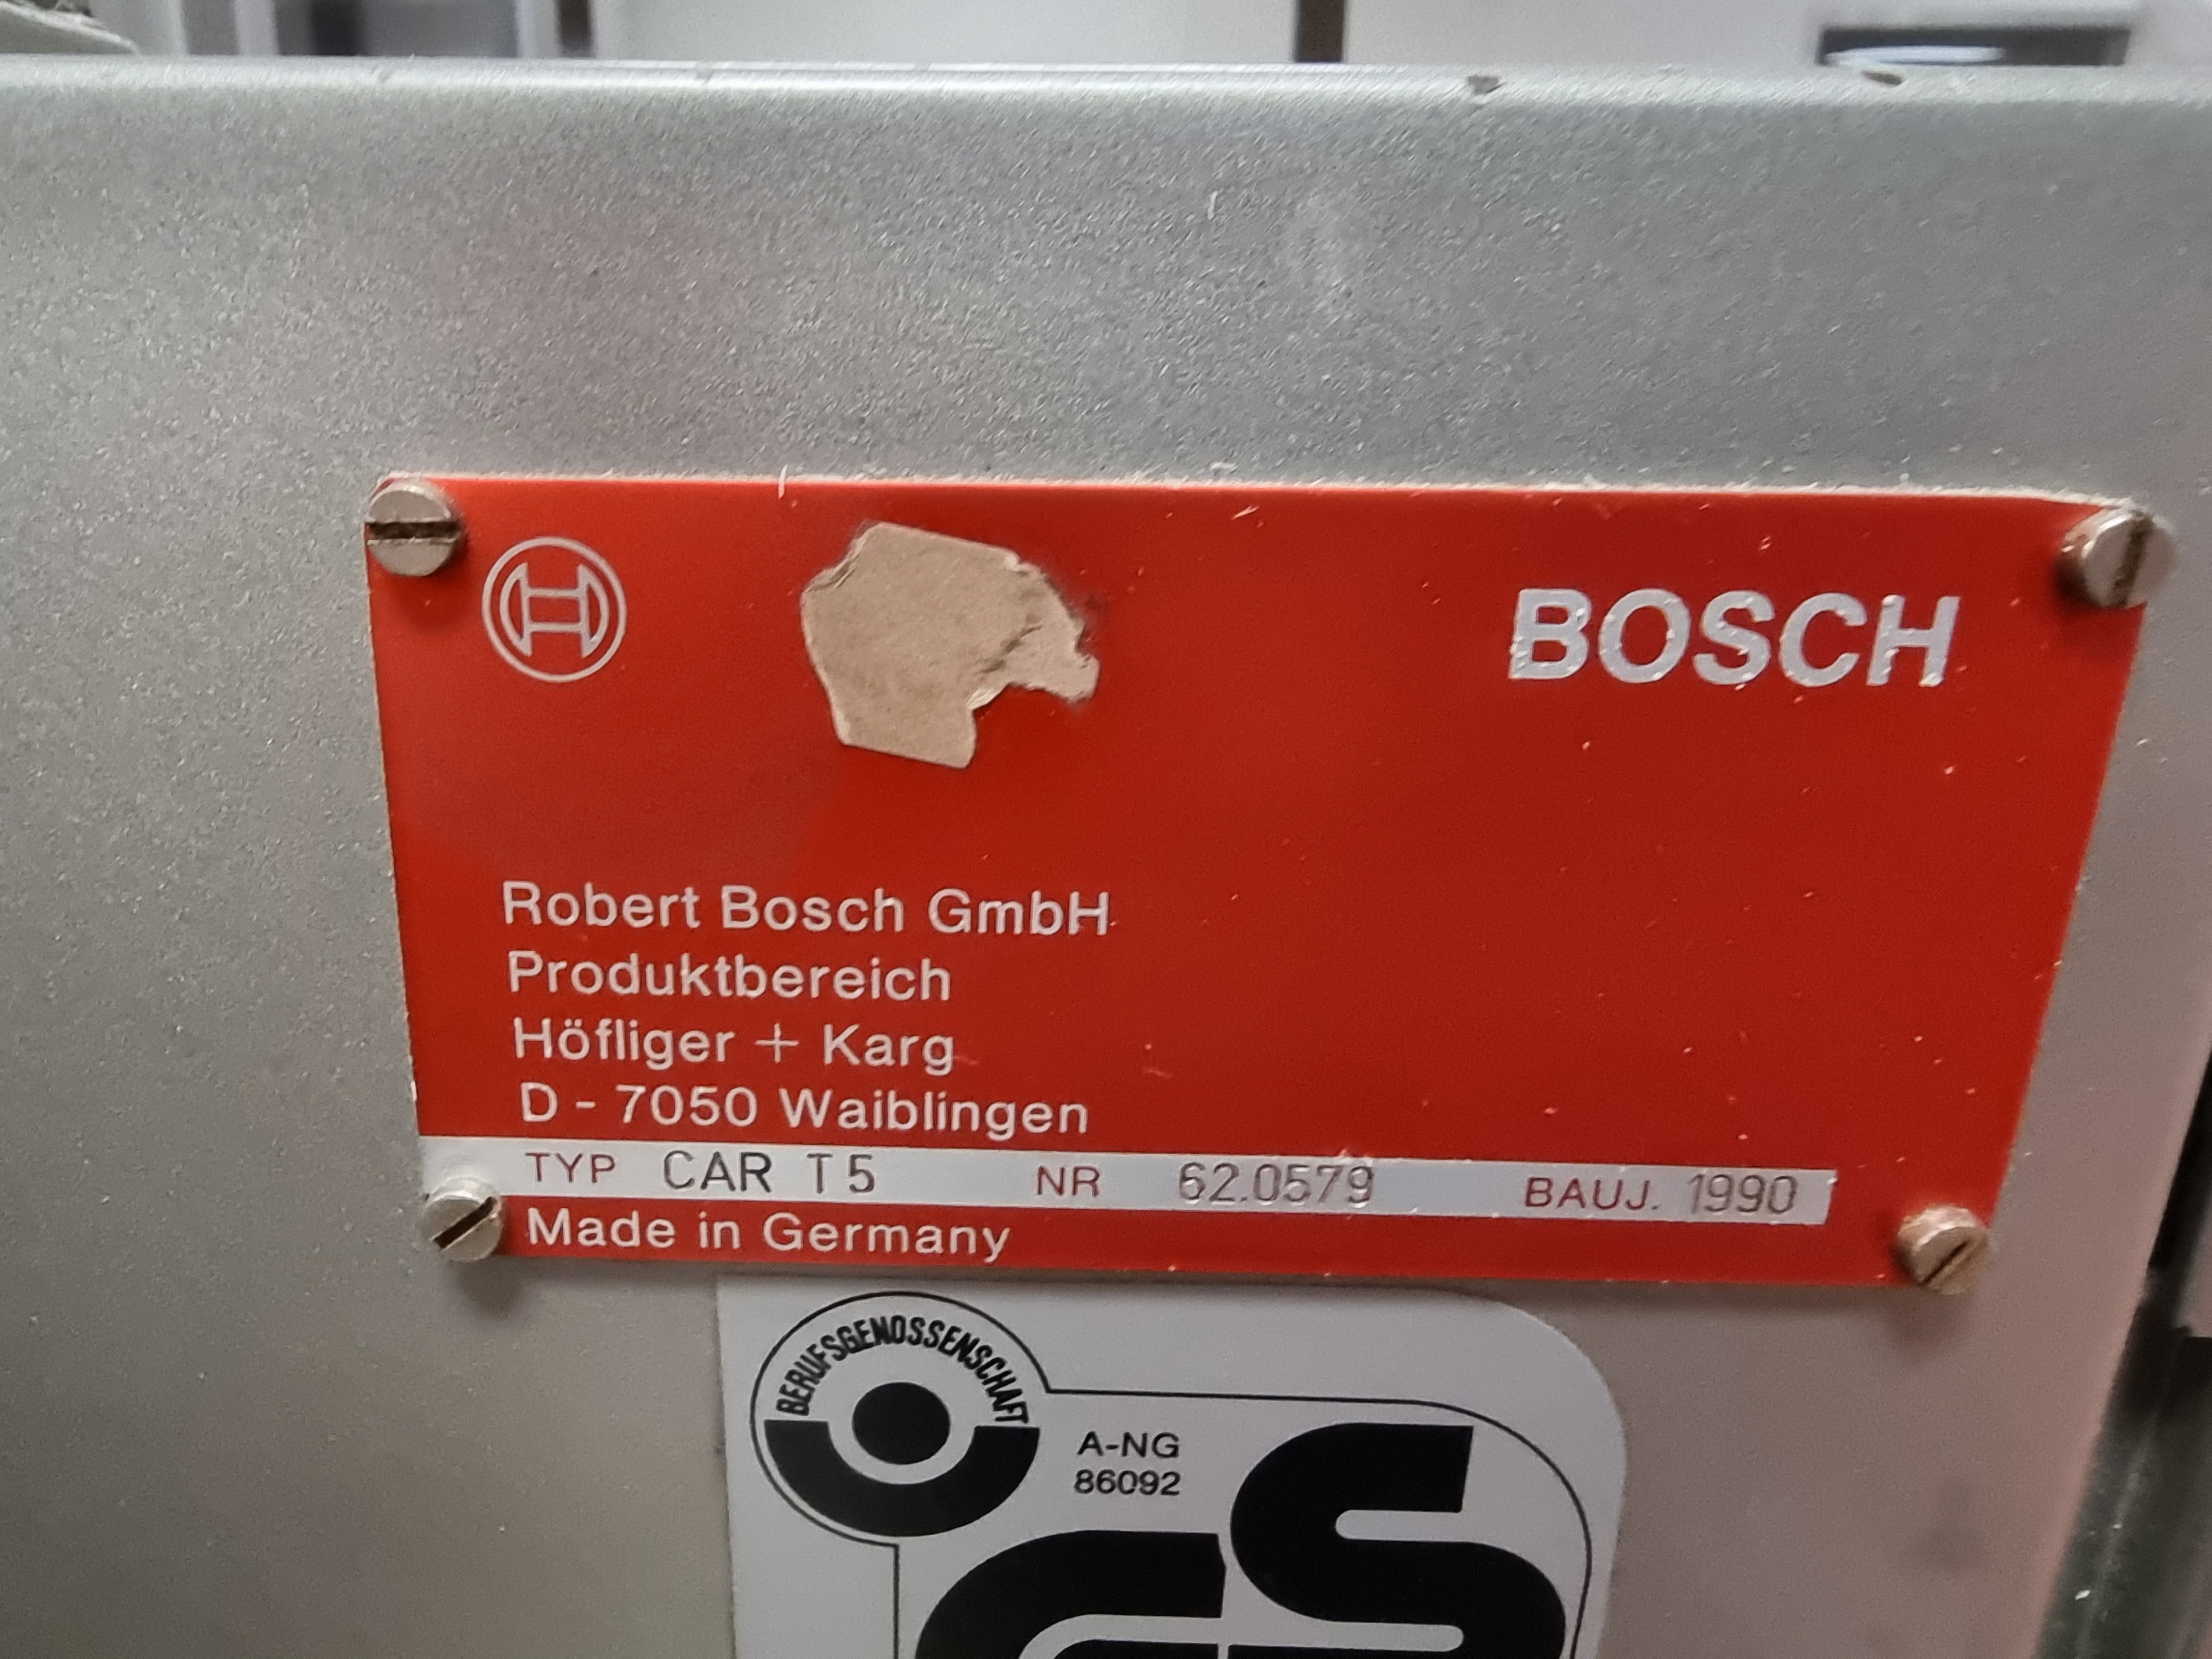 BOSCH
Robert Bosch GmbH
Produktbereich
Höfliger + Karg
D - 7050 Waiblingen
TYP CAR T5 NR 62.0579 BAUJ. 1990
Made in Germany
BERUFSGENOSSENSCHAFT
A-NG
86092
GS